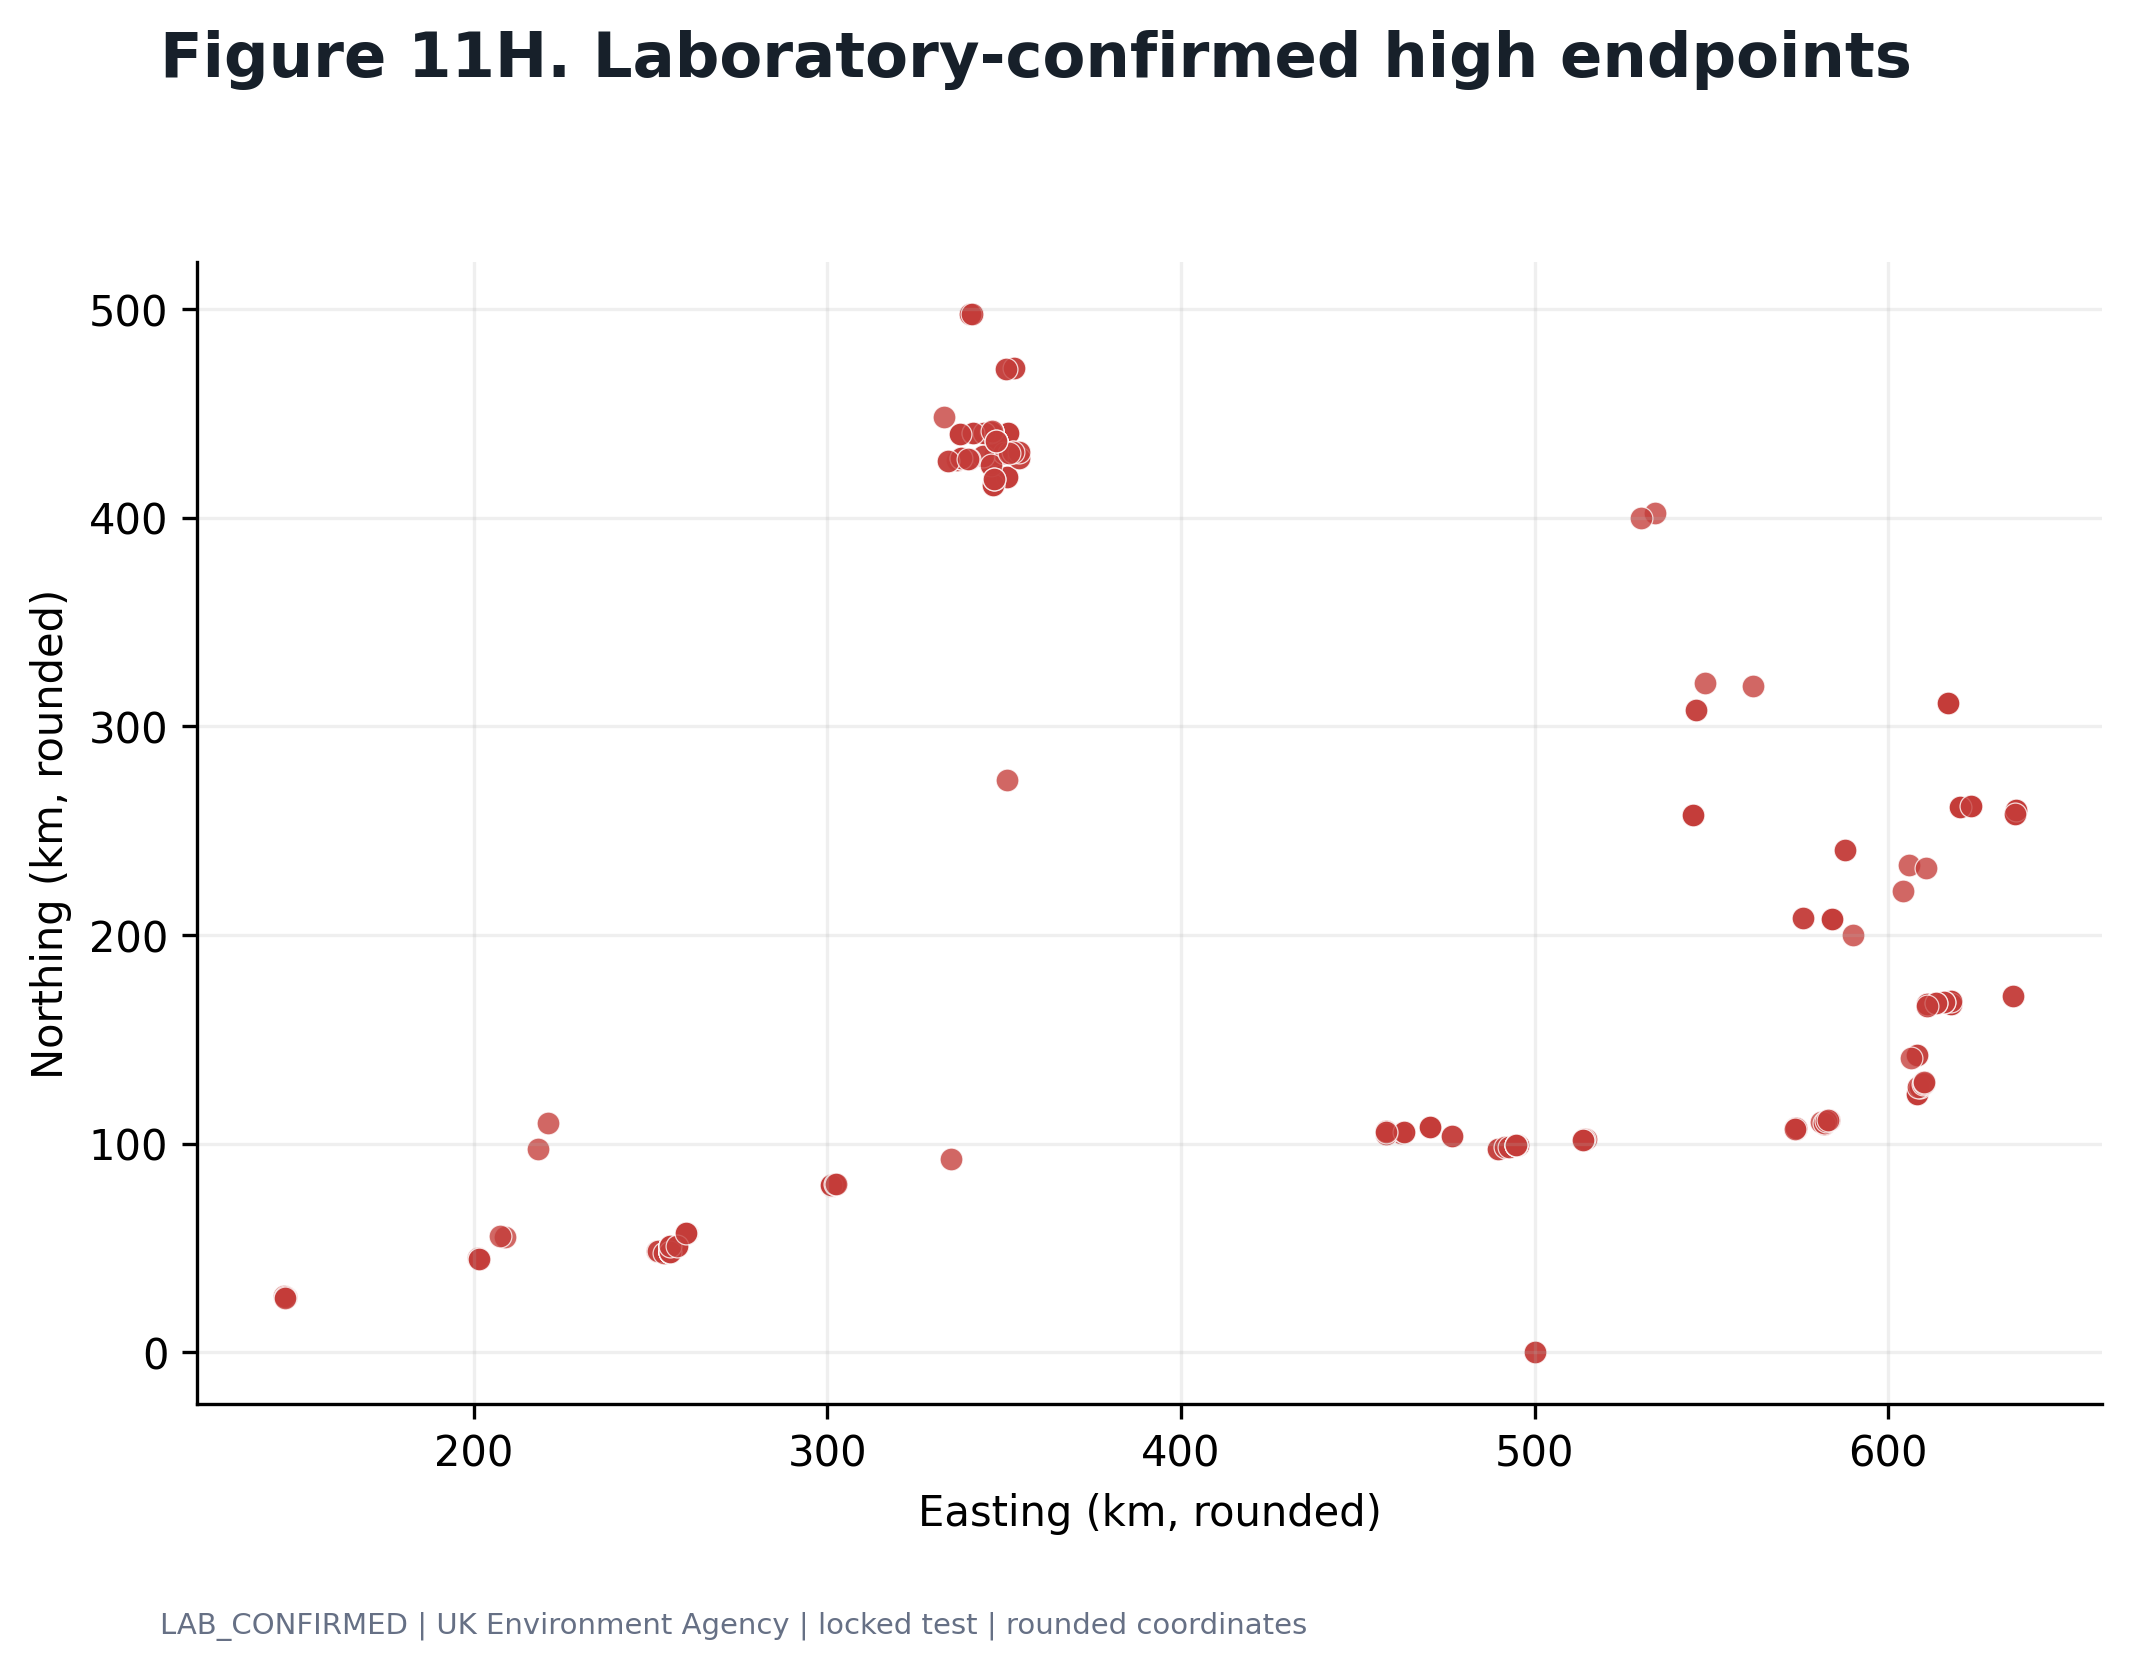 Figure 11H. Laboratory-confirmed high endpoints
500
400
300
200
100
0
Northing (km, rounded)
200 300 400 500 600
Easting (km, rounded)
LAB_CONFIRMED | UK Environment Agency | locked test | rounded coordinates